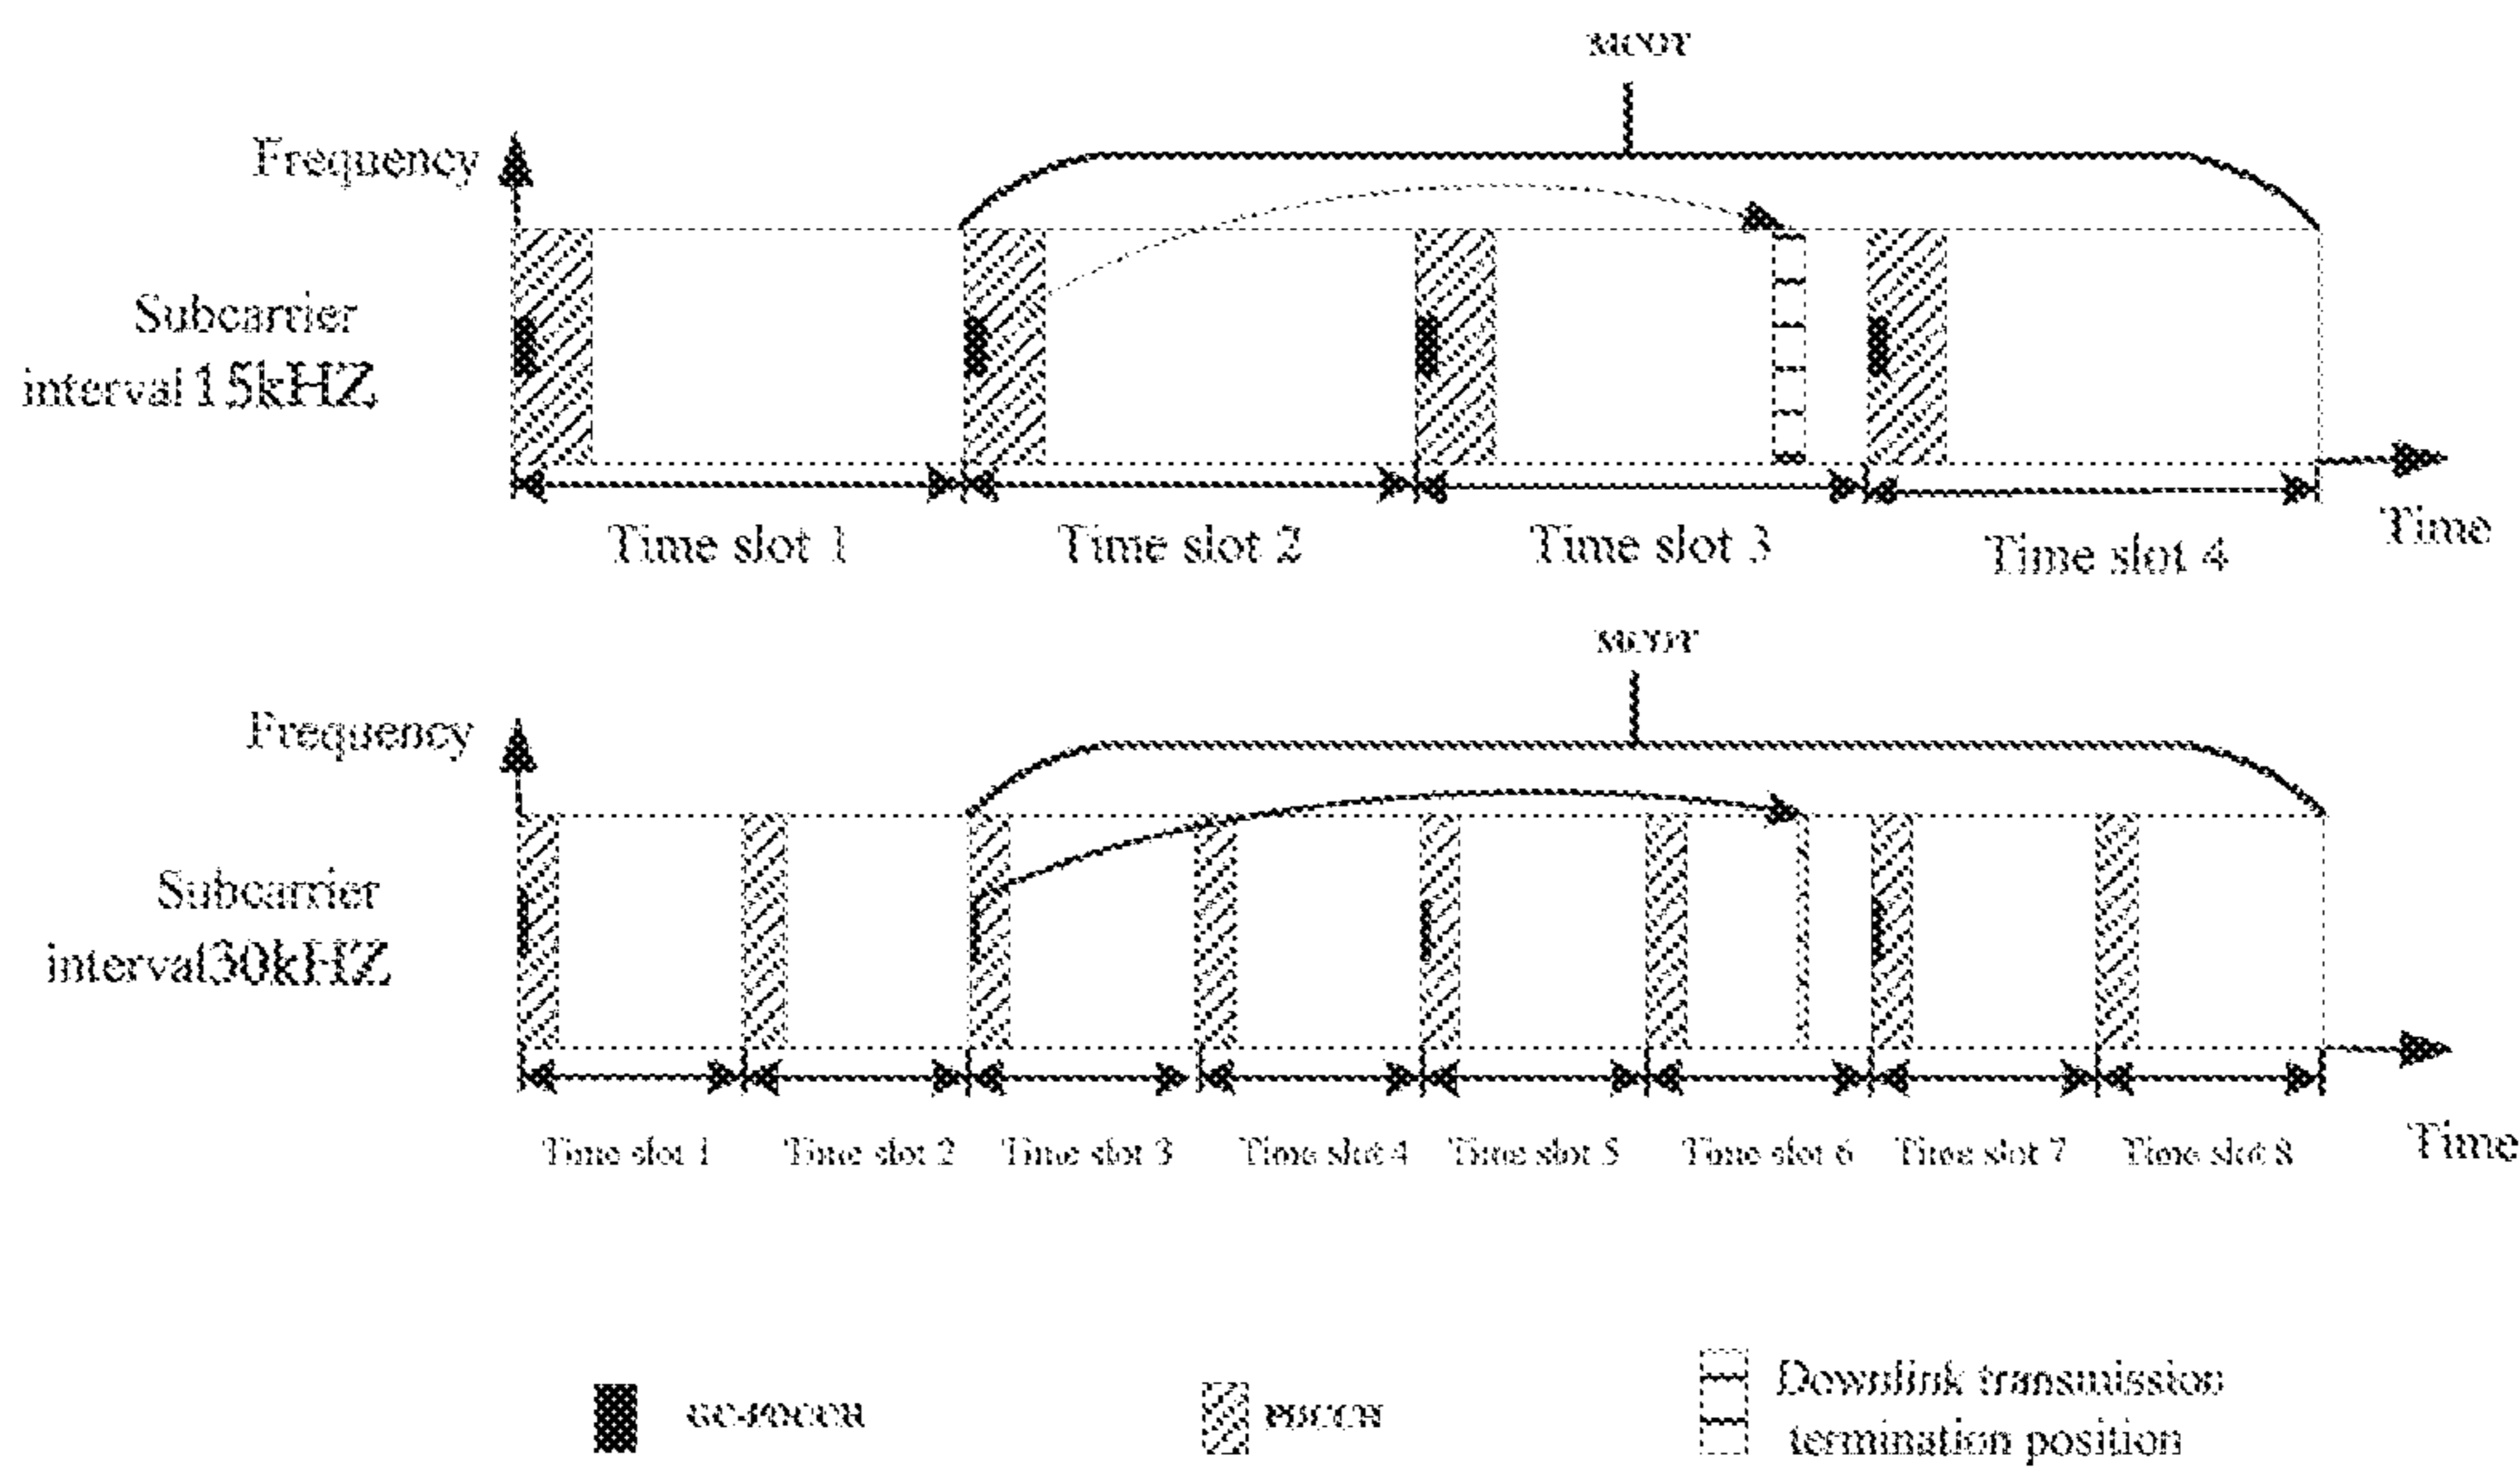 Frequency
Subcarrier
interval 15kHZ
Time slot 1
Time slot 2
Time slot 3
Time slot 4
Time
Frequency
Subcarrier
interval30kHZ
Time slot 1
Time slot 2
Time slot 3
Time slot 4
Time slot 5
Time slot 6
Time slot 7
Time slot 8
Time
Downlink transmission
termination position